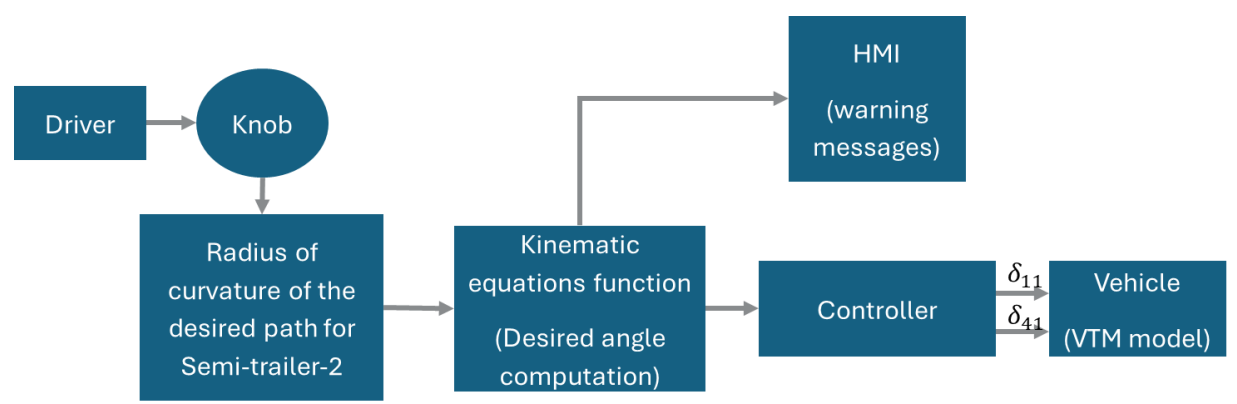 Driver
Knob
HMI
(warning
messages)
Radius of
curvature of the
desired path for
Semi-trailer-2
Kinematic
equations function
(Desired angle
computation)
Controller
δ₁₁
δ₄₁
Vehicle
(VTM model)